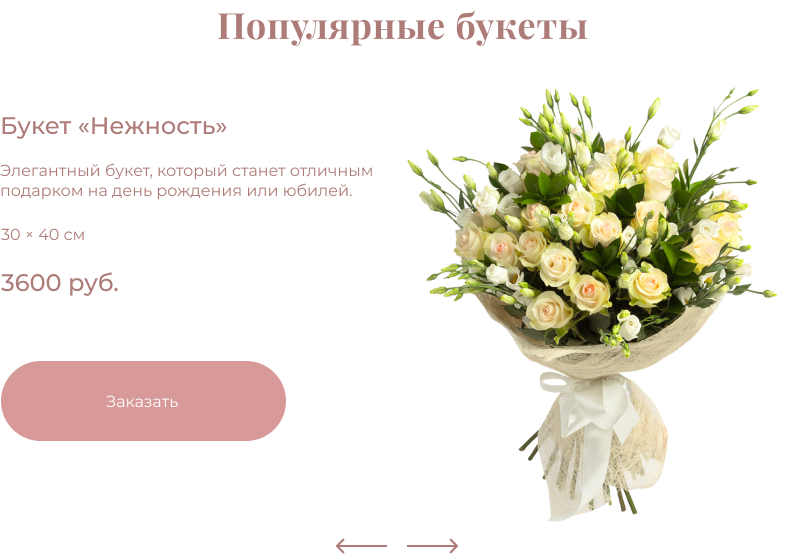 Популярные букеты
Букет «Нежность»
Элегантный букет, который станет отличным
подарком на день рождения или юбилей.
30 × 40 см
3600 руб.
Заказать